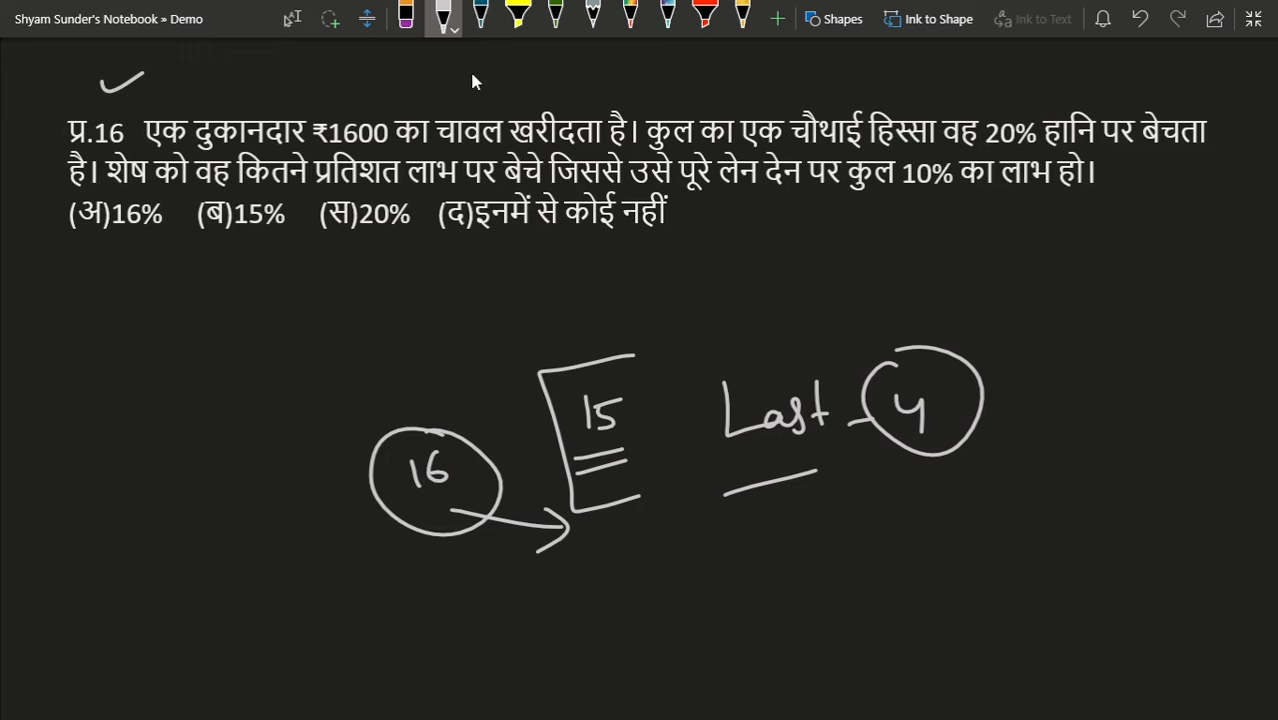 Shyam Sunder's Notebook » Demo
Shapes
Ink to Shape
Ink to Text
प्र.16 एक दुकानदार ₹1600 का चावल खरीदता है। कुल का एक चौथाई हिस्सा वह 20% हानि पर बेचता
है। शेष को वह कितने प्रतिशत लाभ पर बेचे जिससे उसे पूरे लेन देन पर कुल 10% का लाभ हो।
(अ)16% (ब)15% (स)20% (द)इनमें से कोई नहीं
15 Last - 4
16